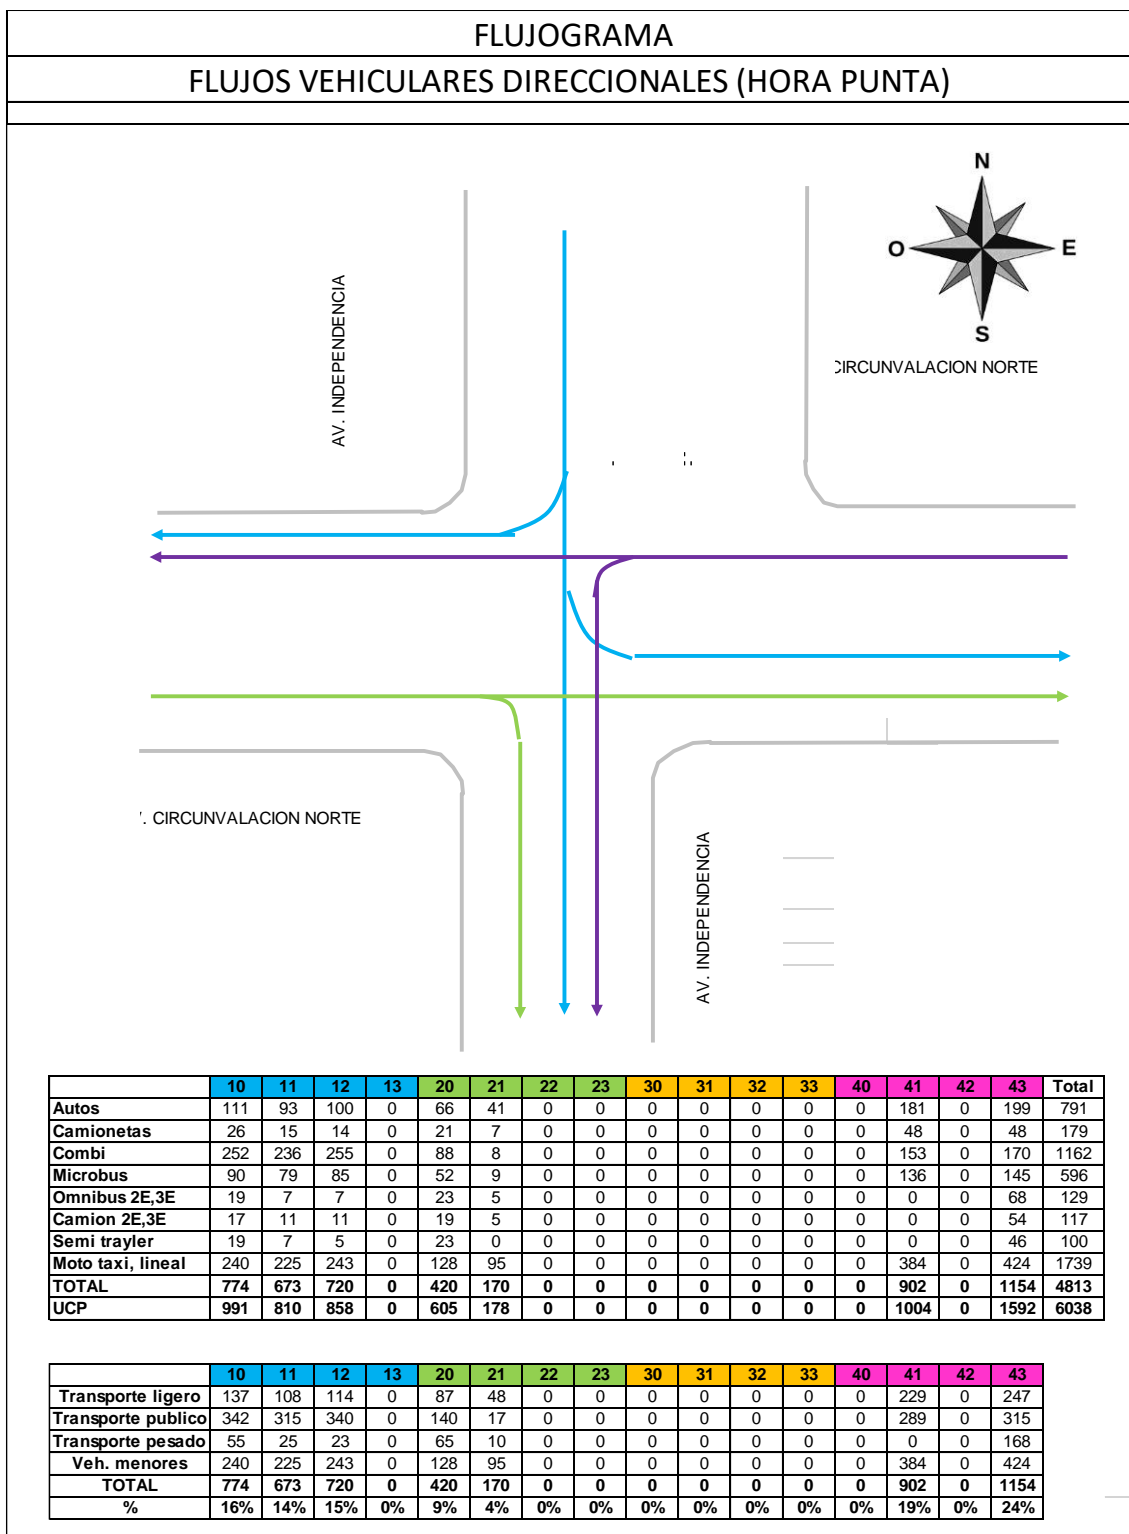 FLUJOGRAMA
FLUJOS VEHICULARES DIRECCIONALES (HORA PUNTA)
N
O E
S
AV. INDEPENDENCIA
CIRCUNVALACION NORTE
. CIRCUNVALACION NORTE
AV. INDEPENDENCIA
10 11 12 13 20 21 22 23 30 31 32 33 40 41 42 43 Total
Autos 111 93 100 0 66 41 0 0 0 0 0 0 0 181 0 199 791
Camionetas 26 15 14 0 21 7 0 0 0 0 0 0 0 48 0 48 179
Combi 252 236 255 0 88 8 0 0 0 0 0 0 0 153 0 170 1162
Microbus 90 79 85 0 52 9 0 0 0 0 0 0 0 136 0 145 596
Omnibus 2E,3E 19 7 7 0 23 5 0 0 0 0 0 0 0 0 0 68 129
Camion 2E,3E 17 11 11 0 19 5 0 0 0 0 0 0 0 0 0 54 117
Semi trayler 19 7 5 0 23 0 0 0 0 0 0 0 0 0 0 46 100
Moto taxi, lineal 240 225 243 0 128 95 0 0 0 0 0 0 0 384 0 424 1739
TOTAL 774 673 720 0 420 170 0 0 0 0 0 0 0 902 0 1154 4813
UCP 991 810 858 0 605 178 0 0 0 0 0 0 0 1004 0 1592 6038
10 11 12 13 20 21 22 23 30 31 32 33 40 41 42 43
Transporte ligero 137 108 114 0 87 48 0 0 0 0 0 0 0 229 0 247
Transporte publico 342 315 340 0 140 17 0 0 0 0 0 0 0 289 0 315
Transporte pesado 55 25 23 0 65 10 0 0 0 0 0 0 0 0 0 168
Veh. menores 240 225 243 0 128 95 0 0 0 0 0 0 0 384 0 424
TOTAL 774 673 720 0 420 170 0 0 0 0 0 0 0 902 0 1154
% 16% 14% 15% 0% 9% 4% 0% 0% 0% 0% 0% 0% 0% 19% 0% 24%